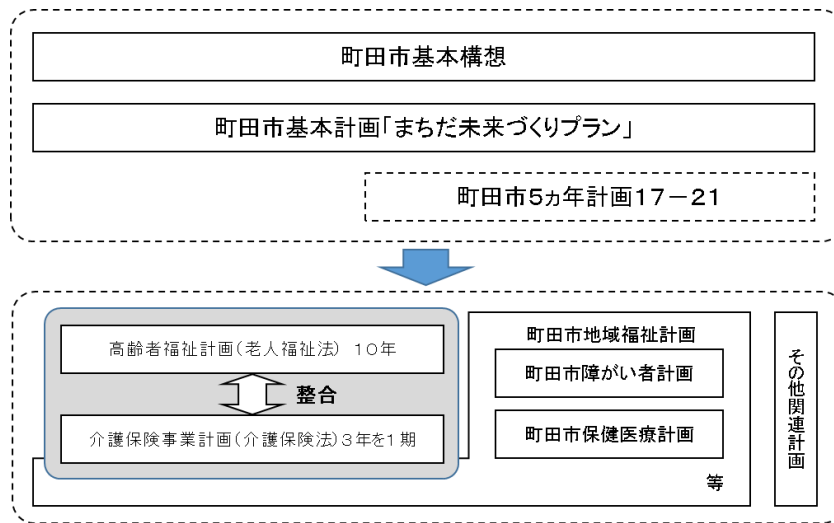 町田市基本構想
町田市基本計画「まちだ未来づくりプラン」
町田市5ヵ年計画17－21
高齢者福祉計画(老人福祉法) 10年
整合
介護保険事業計画(介護保険法)3年を1期
町田市地域福祉計画
町田市障がい者計画
町田市保健医療計画
等
その他関連計画